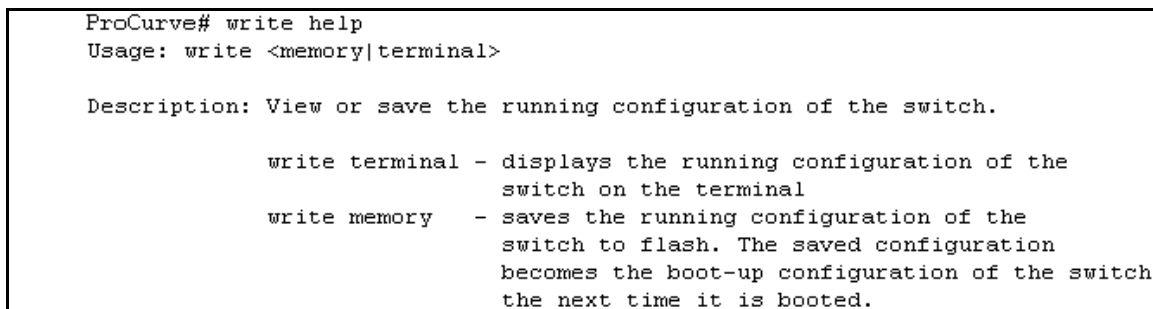 ProCurve# write help
Usage: write <memory|terminal>
Description: View or save the running configuration of the switch.
write terminal - displays the running configuration of the
switch on the terminal
write memory - saves the running configuration of the
switch to flash. The saved configuration
becomes the boot-up configuration of the switch
the next time it is booted.